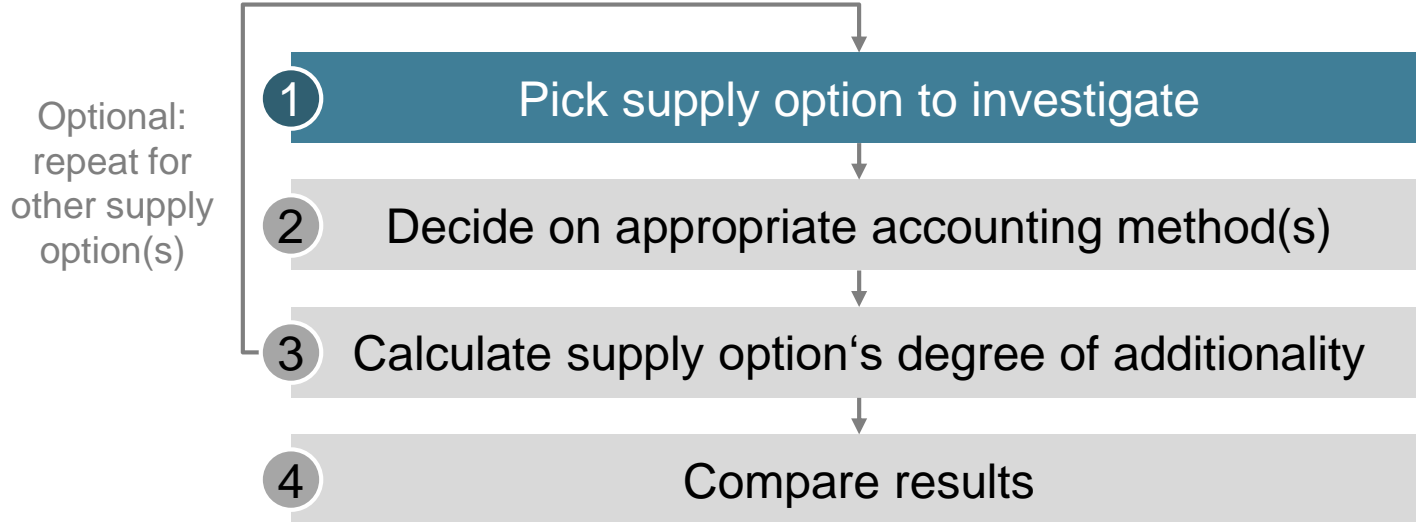 Optional:
repeat for
other supply
option(s)
1 Pick supply option to investigate
2 Decide on appropriate accounting method(s)
3 Calculate supply option‘s degree of additionality
4 Compare results